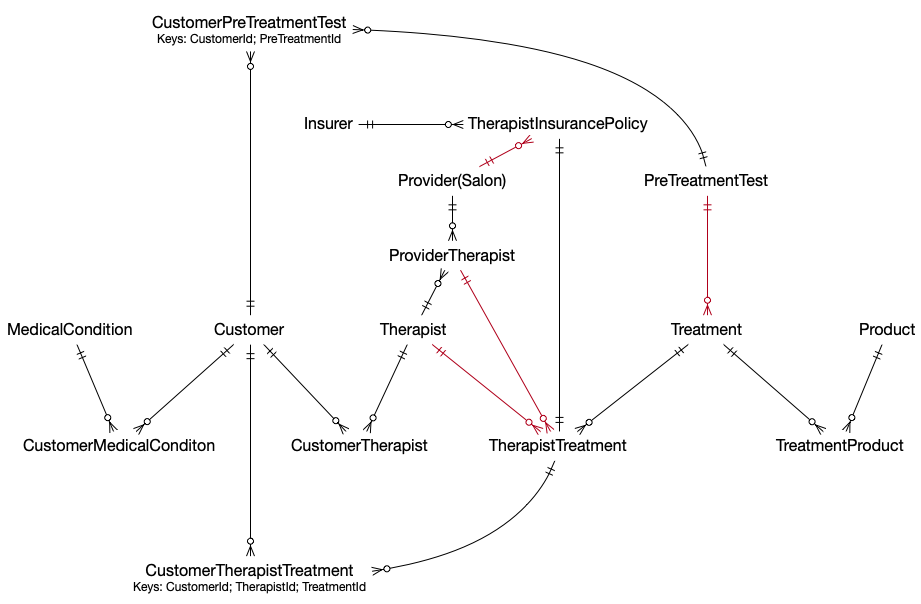 CustomerPreTreatmentTest
Keys: CustomerId; PreTreatmentId
Insurer
TherapistInsurancePolicy
Provider(Salon)
PreTreatmentTest
ProviderTherapist
MedicalCondition
Customer
Therapist
Treatment
Product
CustomerMedicalConditon
CustomerTherapist
TherapistTreatment
TreatmentProduct
CustomerTherapistTreatment
Keys: CustomerId; TherapistId; TreatmentId